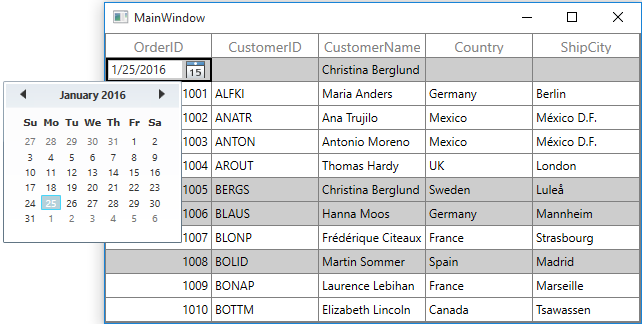 MainWindow
OrderID CustomerID CustomerName Country ShipCity
1/25/2016 15 Christina Berglund
January 2016
Su Mo Tu We Th Fr Sa
27 28 29 30 31 1 2
3 4 5 6 7 8 9
10 11 12 13 14 15 16
17 18 19 20 21 22 23
24 25 26 27 28 29 30
31 1 2 3 4 5 6
1001 ALFKI Maria Anders Germany Berlin
1002 ANATR Ana Trujilo Mexico México D.F.
1003 ANTON Antonio Moreno Mexico México D.F.
1004 AROUT Thomas Hardy UK London
1005 BERGS Christina Berglund Sweden Luleå
1006 BLAUS Hanna Moos Germany Mannheim
1007 BLONP Frédérique Citeaux France Strasbourg
1008 BOLID Martin Sommer Spain Madrid
1009 BONAP Laurence Lebihan France Marseille
1010 BOTTM Elizabeth Lincoln Canada Tsawassen